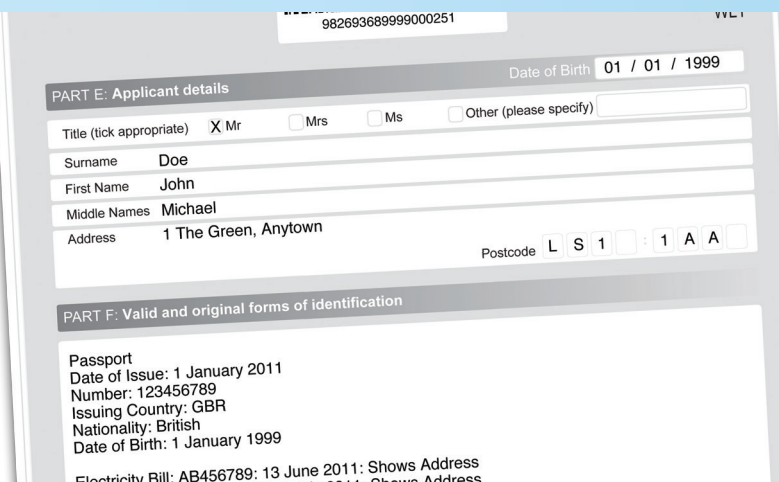 982693689999000251
PART E: Applicant details
Date of Birth 01 / 01 / 1999
Title (tick appropriate) X Mr Mrs Ms Other (please specify)
Surname Doe
First Name John
Middle Names Michael
Address 1 The Green, Anytown
Postcode L S 1 : 1 A A
PART F: Valid and original forms of identification
Passport
Date of Issue: 1 January 2011
Number: 123456789
Issuing Country: GBR
Nationality: British
Date of Birth: 1 January 1999
Electricity Bill: AB456789: 13 June 2011: Shows Address
2011: Shows Address